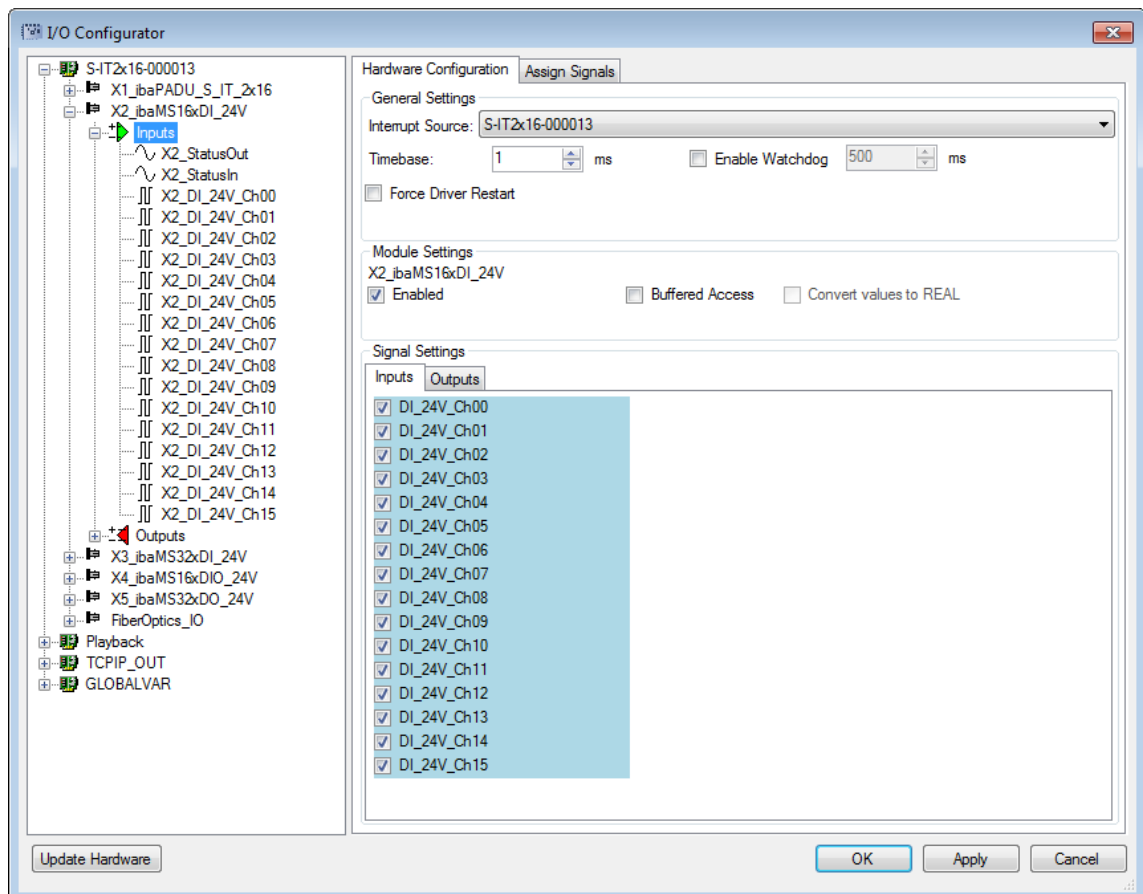 I/O Configurator
S-IT2x16-000013
X1_ibaPADU_S_IT_2x16
X2_ibaMS16xDI_24V
Inputs
X2_StatusOut
X2_StatusIn
X2_DI_24V_Ch00
X2_DI_24V_Ch01
X2_DI_24V_Ch02
X2_DI_24V_Ch03
X2_DI_24V_Ch04
X2_DI_24V_Ch05
X2_DI_24V_Ch06
X2_DI_24V_Ch07
X2_DI_24V_Ch08
X2_DI_24V_Ch09
X2_DI_24V_Ch10
X2_DI_24V_Ch11
X2_DI_24V_Ch12
X2_DI_24V_Ch13
X2_DI_24V_Ch14
X2_DI_24V_Ch15
Outputs
X3_ibaMS32xDI_24V
X4_ibaMS16xDIO_24V
X5_ibaMS32xDO_24V
FiberOptics_IO
Playback
TCPIP_OUT
GLOBALVAR
Hardware Configuration Assign Signals
General Settings
Interrupt Source: S-IT2x16-000013
Timebase: 1 ms Enable Watchdog 500 ms
Force Driver Restart
Module Settings
X2_ibaMS16xDI_24V
Enabled Buffered Access Convert values to REAL
Signal Settings
Inputs Outputs
DI_24V_Ch00
DI_24V_Ch01
DI_24V_Ch02
DI_24V_Ch03
DI_24V_Ch04
DI_24V_Ch05
DI_24V_Ch06
DI_24V_Ch07
DI_24V_Ch08
DI_24V_Ch09
DI_24V_Ch10
DI_24V_Ch11
DI_24V_Ch12
DI_24V_Ch13
DI_24V_Ch14
DI_24V_Ch15
Update Hardware OK Apply Cancel